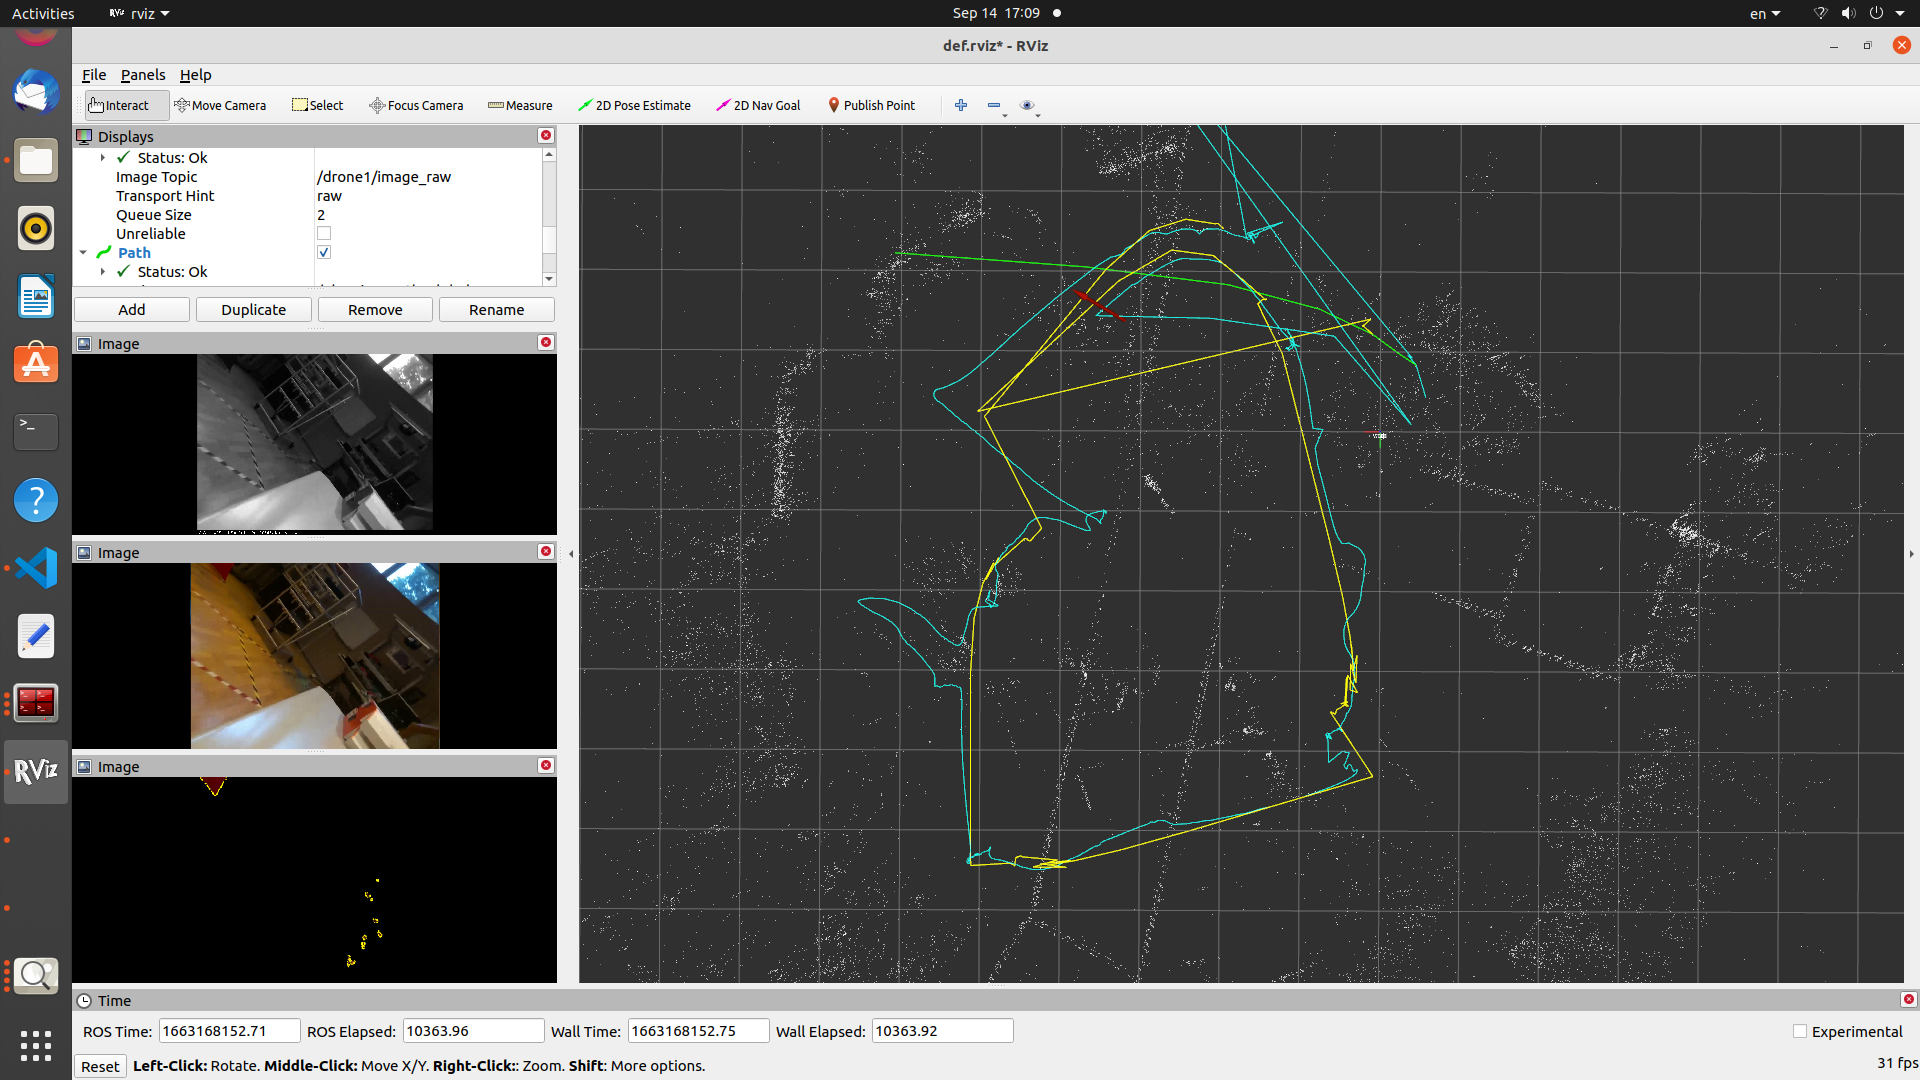 Activities
RViz rviz
Sep 14 17:09
en
def.rviz* - RViz
File Panels Help
Interact Move Camera Select Focus Camera Measure 2D Pose Estimate 2D Nav Goal Publish Point
Displays
Status: Ok
Image Topic /drone1/image_raw
Transport Hint raw
Queue Size 2
Unreliable
Path
Status: Ok
Add Duplicate Remove Rename
Image
Image
Image
RViz
Time
ROS Time: 1663168152.71 ROS Elapsed: 10363.96 Wall Time: 1663168152.75 Wall Elapsed: 10363.92 Experimental
Reset Left-Click: Rotate. Middle-Click: Move X/Y. Right-Click:: Zoom. Shift: More options. 31 fps